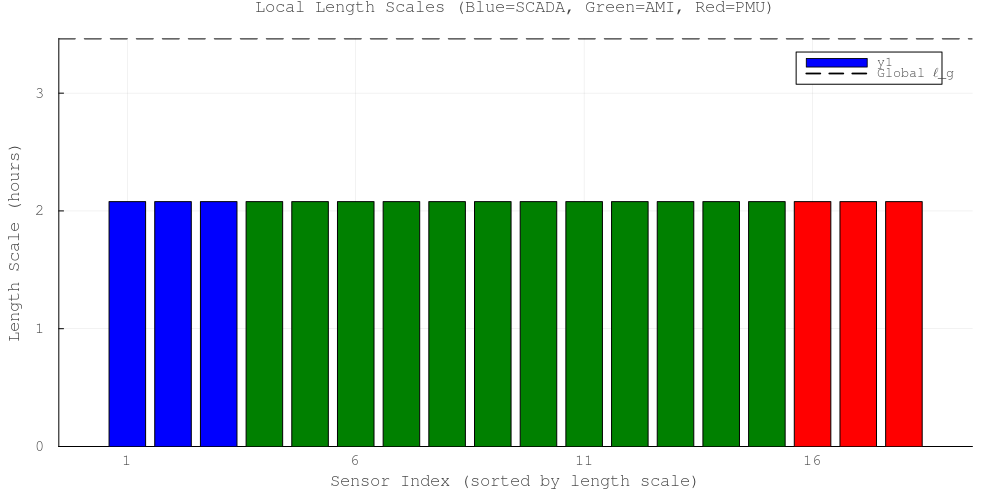 Local Length Scales (Blue=SCADA, Green=AMI, Red=PMU)
y1
Global ℓ_g
Length Scale (hours)
3
2
1
0
1
6
11
16
Sensor Index (sorted by length scale)